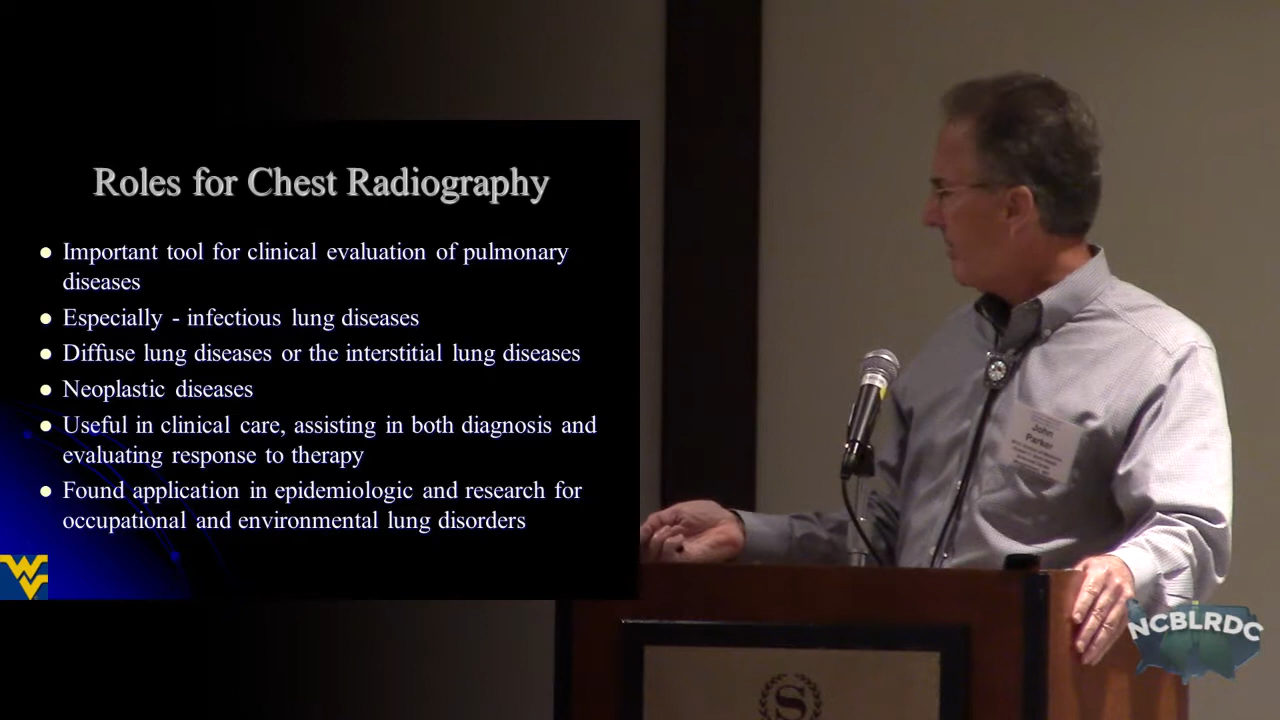 Roles for Chest Radiography
● Important tool for clinical evaluation of pulmonary
diseases
● Especially - infectious lung diseases
● Diffuse lung diseases or the interstitial lung diseases
● Neoplastic diseases
● Useful in clinical care, assisting in both diagnosis and
evaluating response to therapy
● Found application in epidemiologic and research for
occupational and environmental lung disorders
WV
John
Parker
NCBLRDC
S